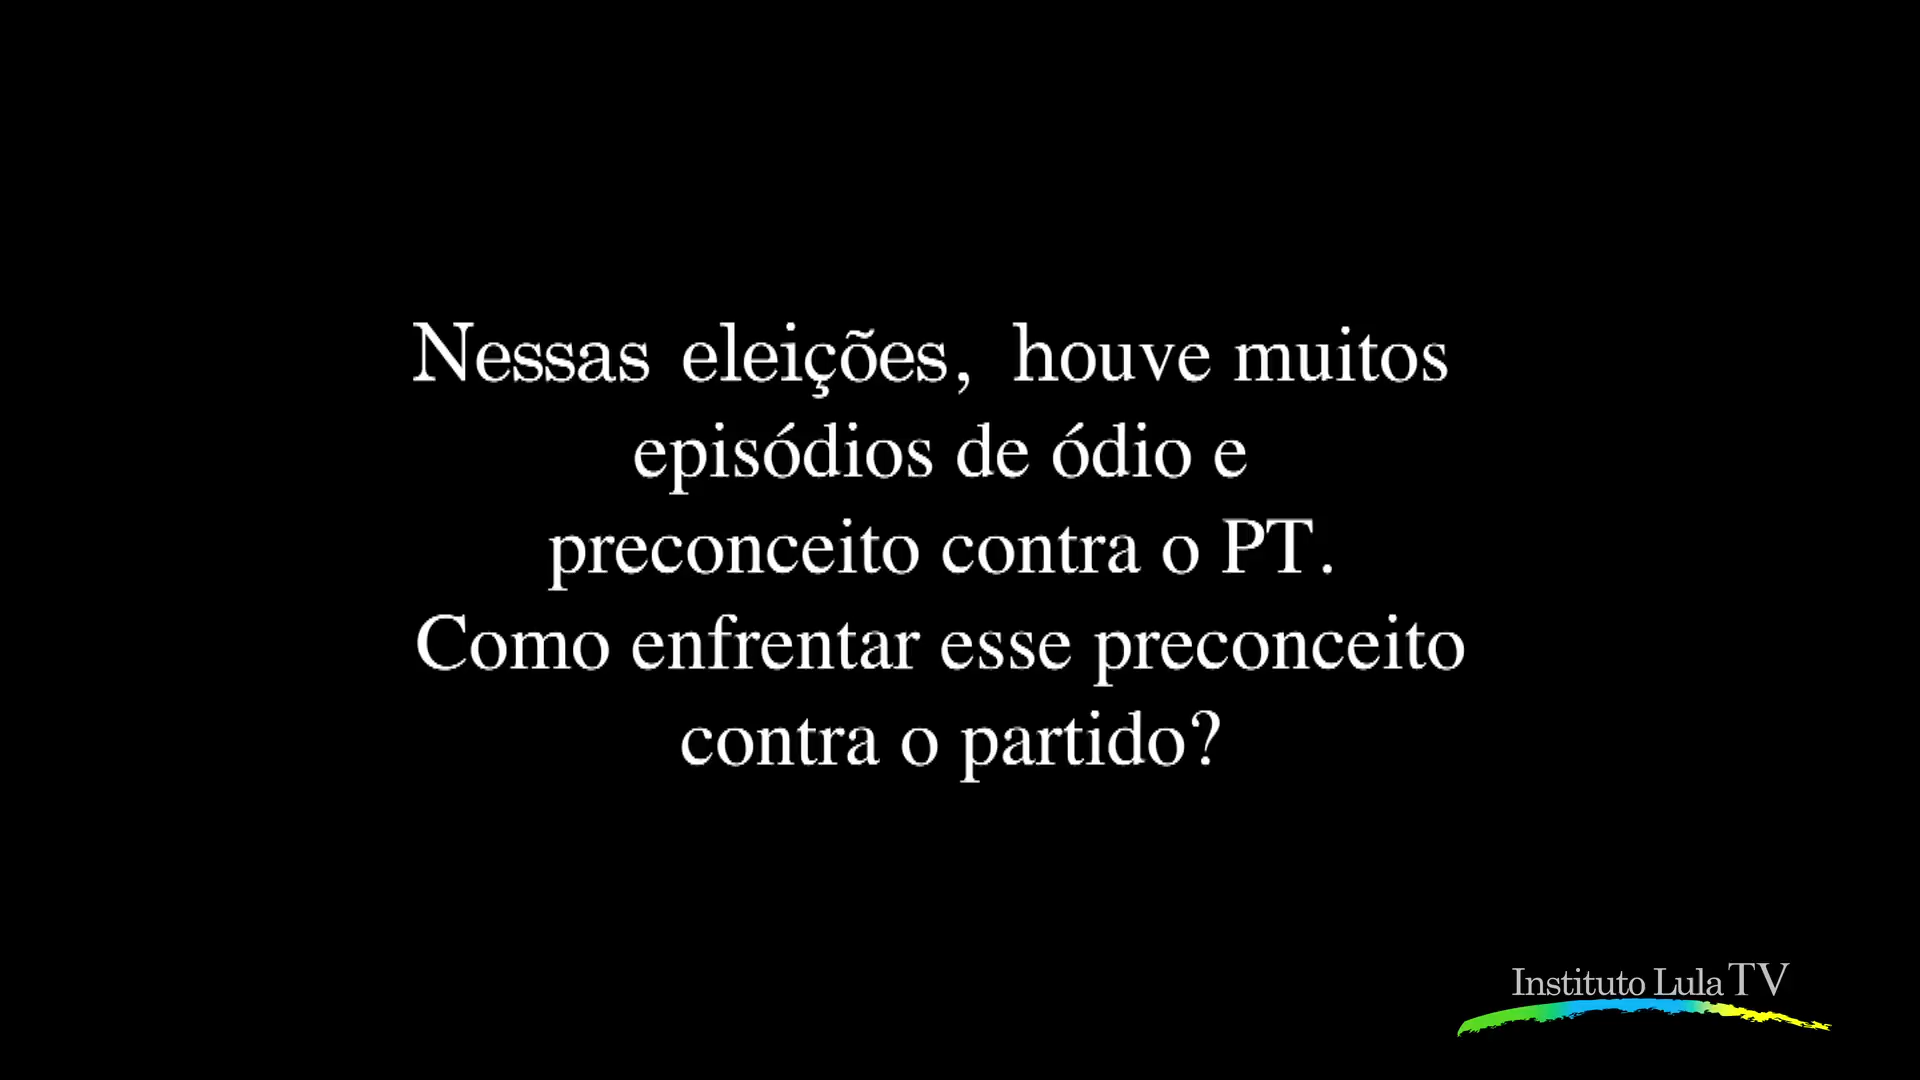 Nessas eleições, houve muitos
episódios de ódio e
preconceito contra o PT.
Como enfrentar esse preconceito
contra o partido?
Instituto Lula TV